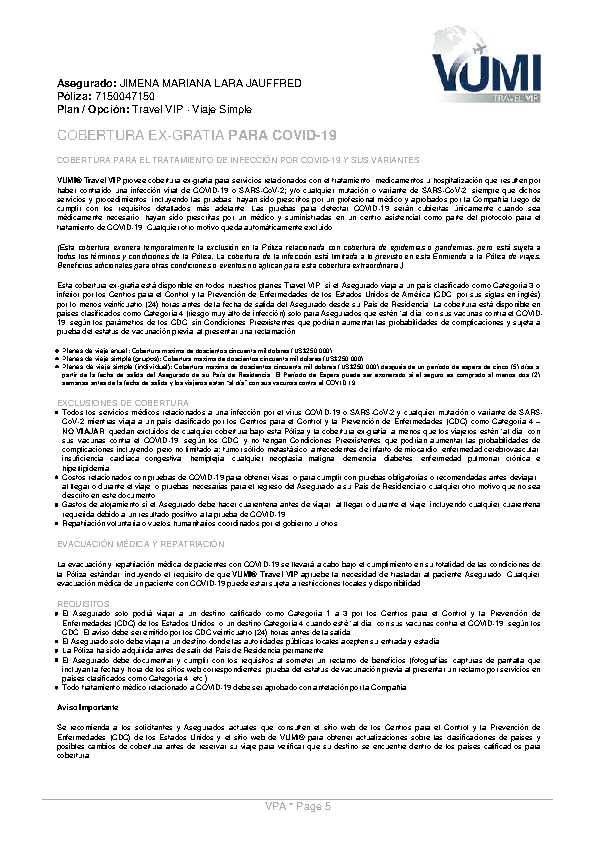 VUMI®
TRAVEL VIP
Asegurado: JIMENA MARIANA LARA JAUFFRED
Póliza: 7150047150
Plan / Opción: Travel VIP - Viaje Simple
COBERTURA EX-GRATIA PARA COVID-19
COBERTURA PARA EL TRATAMIENTO DE INFECCIÓN POR COVID-19 Y SUS VARIANTES
VUMI® Travel VIP provee cobertura ex-gratia para servicios relacionados con el tratamiento, medicamentos u hospitalización que resulten por
haber contraído una infección viral de COVID-19 o SARS-CoV-2; y/o cualquier mutación o variante de SARS-CoV-2, siempre que dichos
servicios y procedimientos, incluyendo las pruebas, hayan sido prescritos por un profesional médico y aprobados por la Compañía luego de
cumplir con los requisitos detallados más adelante. Las pruebas para detectar COVID-19 serán cubiertas únicamente cuando sea
médicamente necesario, hayan sido prescritas por un médico y suministradas en un centro asistencial como parte del protocolo para el
tratamiento de COVID-19. Cualquier otro motivo queda automáticamente excluido.
(Esta cobertura exonera temporalmente la exclusión en la Póliza relacionada con cobertura de epidemias o pandemias, pero está sujeta a
todos los términos y condiciones de la Póliza. La cobertura de la infección está limitada a lo previsto en esta Enmienda a la Póliza de viajes.
Beneficios adicionales para otras condiciones o eventos no aplican para esta cobertura extraordinaria.)
Esta cobertura ex-gratia está disponible en todos nuestros planes Travel VIP, si el Asegurado viaja a un país clasificado como Categoría 3 o
inferior por los Centros para el Control y la Prevención de Enfermedades de los Estados Unidos de América (CDC, por sus siglas en inglés)
por lo menos veinticuatro (24) horas antes de la fecha de salida del Asegurado desde su País de Residencia. La cobertura está disponible en
países clasificados como Categoría 4 (riesgo muy alto de infección) solo para Asegurados que estén 'al día' con sus vacunas contra el COVID-
19, según los parámetros de los CDC, sin Condiciones Preexistentes que podrían aumentar las probabilidades de complicaciones y sujeta a
prueba del estatus de vacunación previa al presentar una reclamación.
● Planes de viaje anual: Cobertura máxima de doscientos cincuenta mil dólares (US$250.000)
● Planes de viaje simple (grupos): Cobertura máxima de doscientos cincuenta mil dólares (US$250.000)
● Planes de viaje simple (individual): Cobertura máxima de doscientos cincuenta mil dólares (US$250.000) después de un período de espera de cinco (5) días a
partir de la fecha de salida del Asegurado de su País de Residencia. El Período de Espera puede ser exonerado si el seguro es comprado al menos dos (2)
semanas antes de la fecha de salida y los viajeros están "al día" con sus vacunas contra el COVID-19.
EXCLUSIONES DE COBERTURA
● Todos los servicios médicos relacionados a una infección por el virus COVID-19 o SARS-CoV-2 y cualquier mutación o variante de SARS-
CoV-2 mientras viaja a un país clasificado por los Centros para el Control y la Prevención de Enfermedades (CDC) como Categoría 4 –
NO VIAJAR, quedan excluidos de cualquier cobertura bajo esta Póliza y la Cobertura ex-gratia, a menos que los viajeros estén 'al día' con
sus vacunas contra el COVID-19, según los CDC, y no tengan Condiciones Preexistentes que podrían aumentar las probabilidades de
complicaciones incluyendo, pero no limitado a: tumor sólido metastásico, antecedentes de infarto de miocardio, enfermedad cerebrovascular,
insuficiencia cardíaca congestiva, hemiplejía, cualquier neoplasia maligna, demencia, diabetes, enfermedad pulmonar crónica e
hiperlipidemia.
● Costos relacionados con pruebas de COVID-19 para obtener visas, o para cumplir con pruebas obligatorias o recomendadas antes de viajar,
al llegar o durante el viaje, o pruebas necesarias para el regreso del Asegurado a su País de Residencia o cualquier otro motivo que no sea
descrito en este documento.
● Gastos de alojamiento si el Asegurado debe hacer cuarentena antes de viajar, al llegar o durante el viaje, incluyendo cualquier cuarentena
requerida debido a un resultado positivo a la prueba de COVID-19.
● Repatriación voluntaria o vuelos humanitarios coordinados por el gobierno u otros.
EVACUACIÓN MÉDICA Y REPATRIACIÓN
La evacuación y repatriación médica de pacientes con COVID-19 se llevará a cabo bajo el cumplimiento en su totalidad de las condiciones de
la Póliza estándar, incluyendo el requisito de que VUMI® Travel VIP apruebe la necesidad de trasladar al paciente Asegurado. Cualquier
evacuación médica de un paciente con COVID-19 puede estar sujeta a restricciones locales y disponibilidad.
REQUISITOS
● El Asegurado solo podrá viajar a un destino calificado como Categoría 1 a 3 por los Centros para el Control y la Prevención de
Enfermedades (CDC) de los Estados Unidos, o un destino Categoría 4 cuando esté 'al día' con sus vacunas contra el COVID-19, según los
CDC. El aviso debe ser emitido por los CDC veinticuatro (24) horas antes de la salida.
● El Asegurado solo debe viajar a un destino donde las autoridades públicas locales acepten su entrada y estadía.
● La Póliza ha sido adquirida antes de salir del País de Residencia permanente.
● El Asegurado debe documentar y cumplir con los requisitos al someter un reclamo de beneficios (fotografías, capturas de pantalla que
incluyan la fecha y hora de los sitios web correspondientes, prueba del estatus de vacunación previa al presentar un reclamo por servicios en
países clasificados como Categoría 4, etc.)
● Todo tratamiento médico relacionado a COVID-19 debe ser aprobado con antelación por la Compañía.
Aviso Importante
Se recomienda a los solicitantes y Asegurados actuales que consulten el sitio web de los Centros para el Control y la Prevención de
Enfermedades (CDC) de los Estados Unidos y el sitio web de VUMI® para obtener actualizaciones sobre las clasificaciones de países y
posibles cambios de cobertura antes de reservar su viaje para verificar que su destino se encuentre dentro de los países calificados para
cobertura.
VPA * Page 5